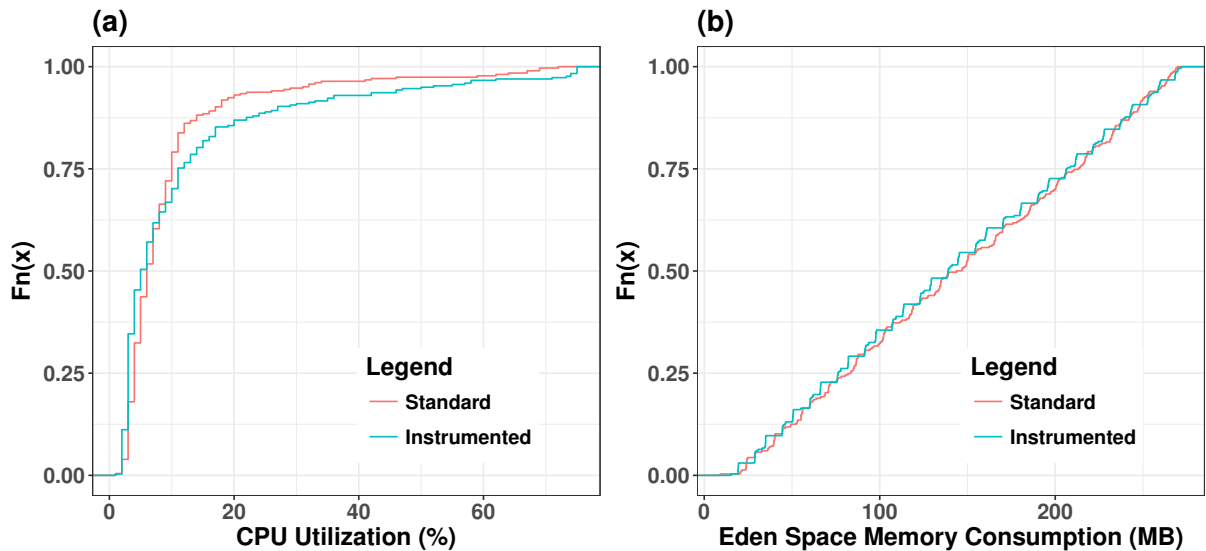 (a)
1.00
0.75
0.50
0.25
0.00
Fn(x)
Legend
Standard
Instrumented
0 20 40 60
CPU Utilization (%)
(b)
1.00
0.75
0.50
0.25
0.00
Fn(x)
Legend
Standard
Instrumented
0 100 200
Eden Space Memory Consumption (MB)